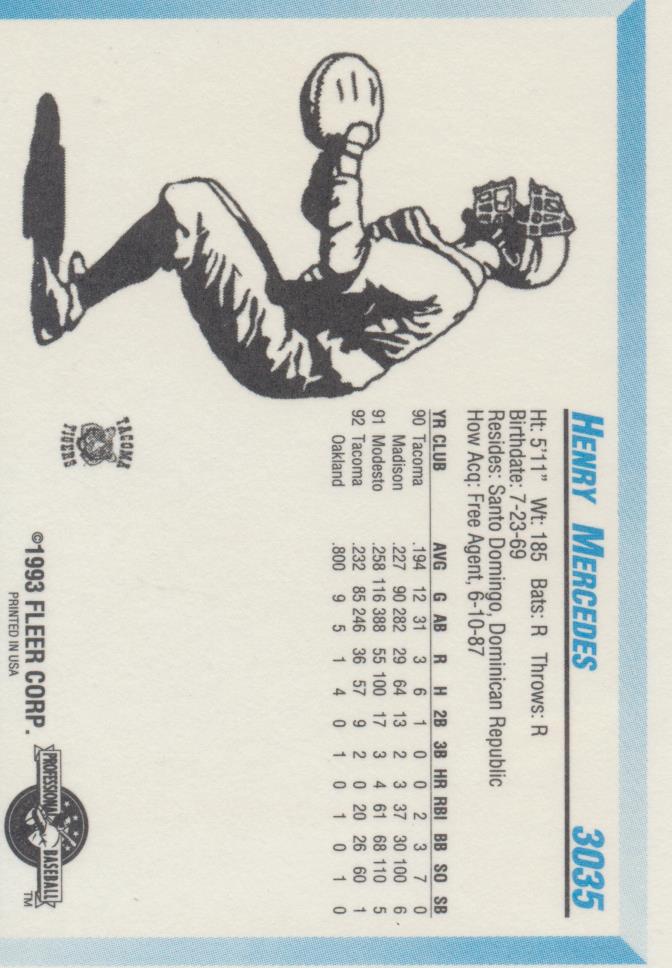 HENRY MERCEDES 3035
Ht: 5'11" Wt: 185 Bats: R Throws: R
Birthdate: 7-23-69
Resides: Santo Domingo, Dominican Republic
How Acq: Free Agent, 6-10-87
YR CLUB AVG G AB R H 2B 3B HR RBI BB SO SB
90 Tacoma .194 12 31 3 6 1 0 0 2 3 7 0
Madison .227 90 282 29 64 13 2 3 37 30 100 6
91 Modesto .258 116 388 55 100 17 3 4 61 68 110 5
92 Tacoma .232 85 246 36 57 9 2 0 20 26 60 1
Oakland .800 9 5 1 4 0 1 0 1 0 1 0
TACOMA
TIGERS
©1993 FLEER CORP.
PRINTED IN USA
PROFESSIONAL
BASEBALL
TM